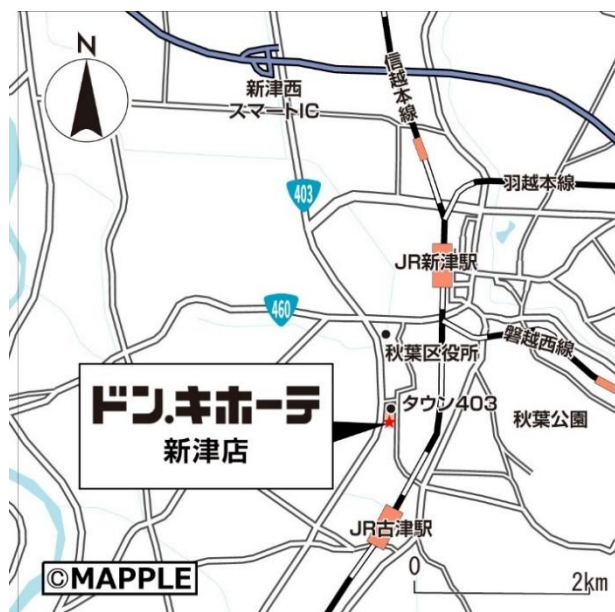 N
新津西
スマートIC
信越本線
羽越本線
403
JR新津駅
460
秋葉区役所
磐越西線
ドン.キホーテ
新津店
タウン403
秋葉公園
JR古津駅
©MAPPLE
0
2km